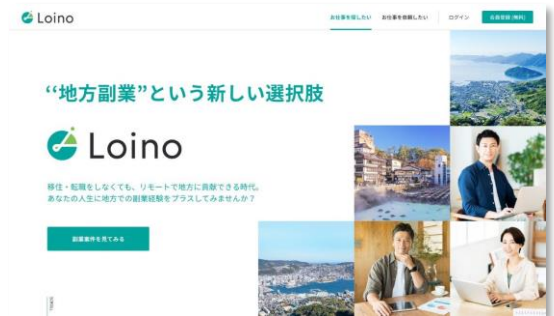 Loino
お仕事を探したい
お仕事を依頼したい
ログイン
会員登録(無料)
“地方副業”という新しい選択肢
Loino
移住・転職をしなくても、リモートで地方に貢献できる時代。
あなたの人生に地方での副業経験をプラスしてみませんか？
副業案件を見てみる